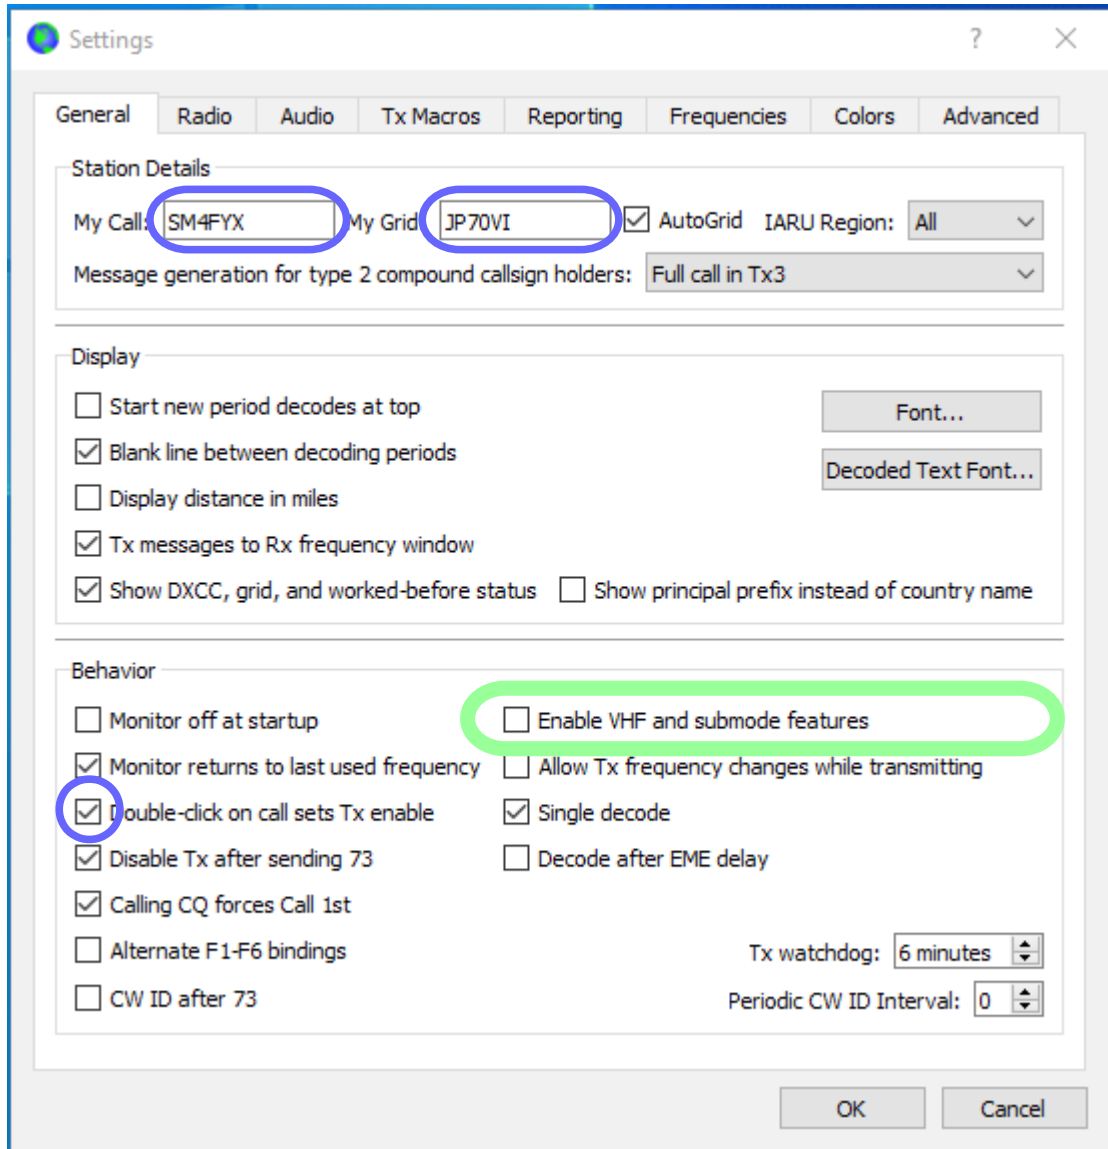 Settings
General Radio Audio Tx Macros Reporting Frequencies Colors Advanced
Station Details
My Call: SM4FYX My Grid JP70VI AutoGrid IARU Region: All
Message generation for type 2 compound callsign holders: Full call in Tx3
Display
Start new period decodes at top Font...
Blank line between decoding periods
Decoded Text Font...
Display distance in miles
Tx messages to Rx frequency window
Show DXCC, grid, and worked-before status Show principal prefix instead of country name
Behavior
Monitor off at startup Enable VHF and submode features
Monitor returns to last used frequency Allow Tx frequency changes while transmitting
Double-click on call sets Tx enable Single decode
Disable Tx after sending 73 Decode after EME delay
Calling CQ forces Call 1st
Alternate F1-F6 bindings Tx watchdog: 6 minutes
CW ID after 73 Periodic CW ID Interval: 0
OK Cancel